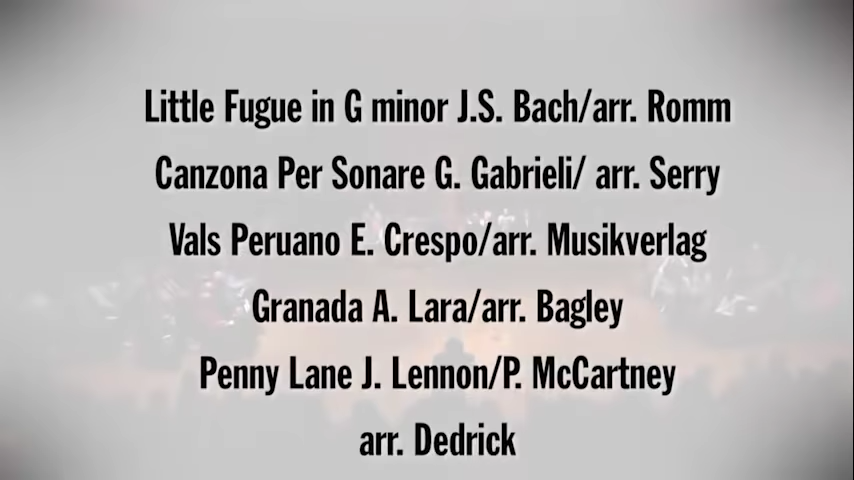 Little Fugue in G minor J.S. Bach/arr. Romm
Canzona Per Sonare G. Gabrieli/ arr. Serry
Vals Peruano E. Crespo/arr. Musikverlag
Granada A. Lara/arr. Bagley
Penny Lane J. Lennon/P. McCartney
arr. Dedrick